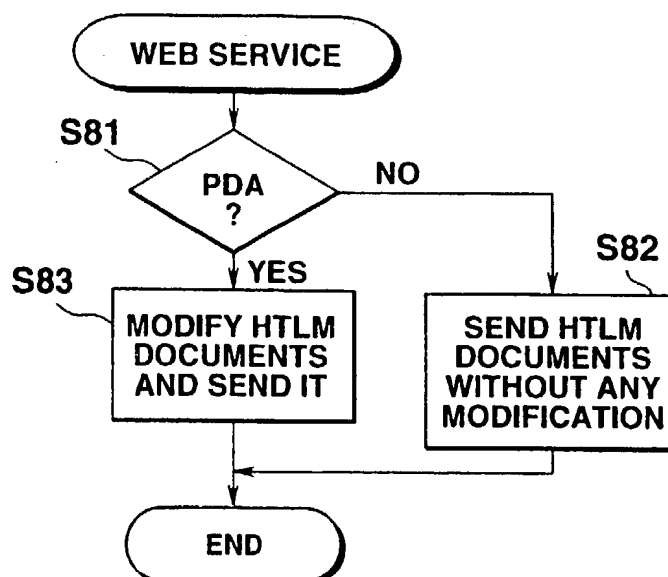 WEB SERVICE
S81
PDA
?
NO
YES
S83
MODIFY HTLM
DOCUMENTS
AND SEND IT
S82
SEND HTLM
DOCUMENTS
WITHOUT ANY
MODIFICATION
END